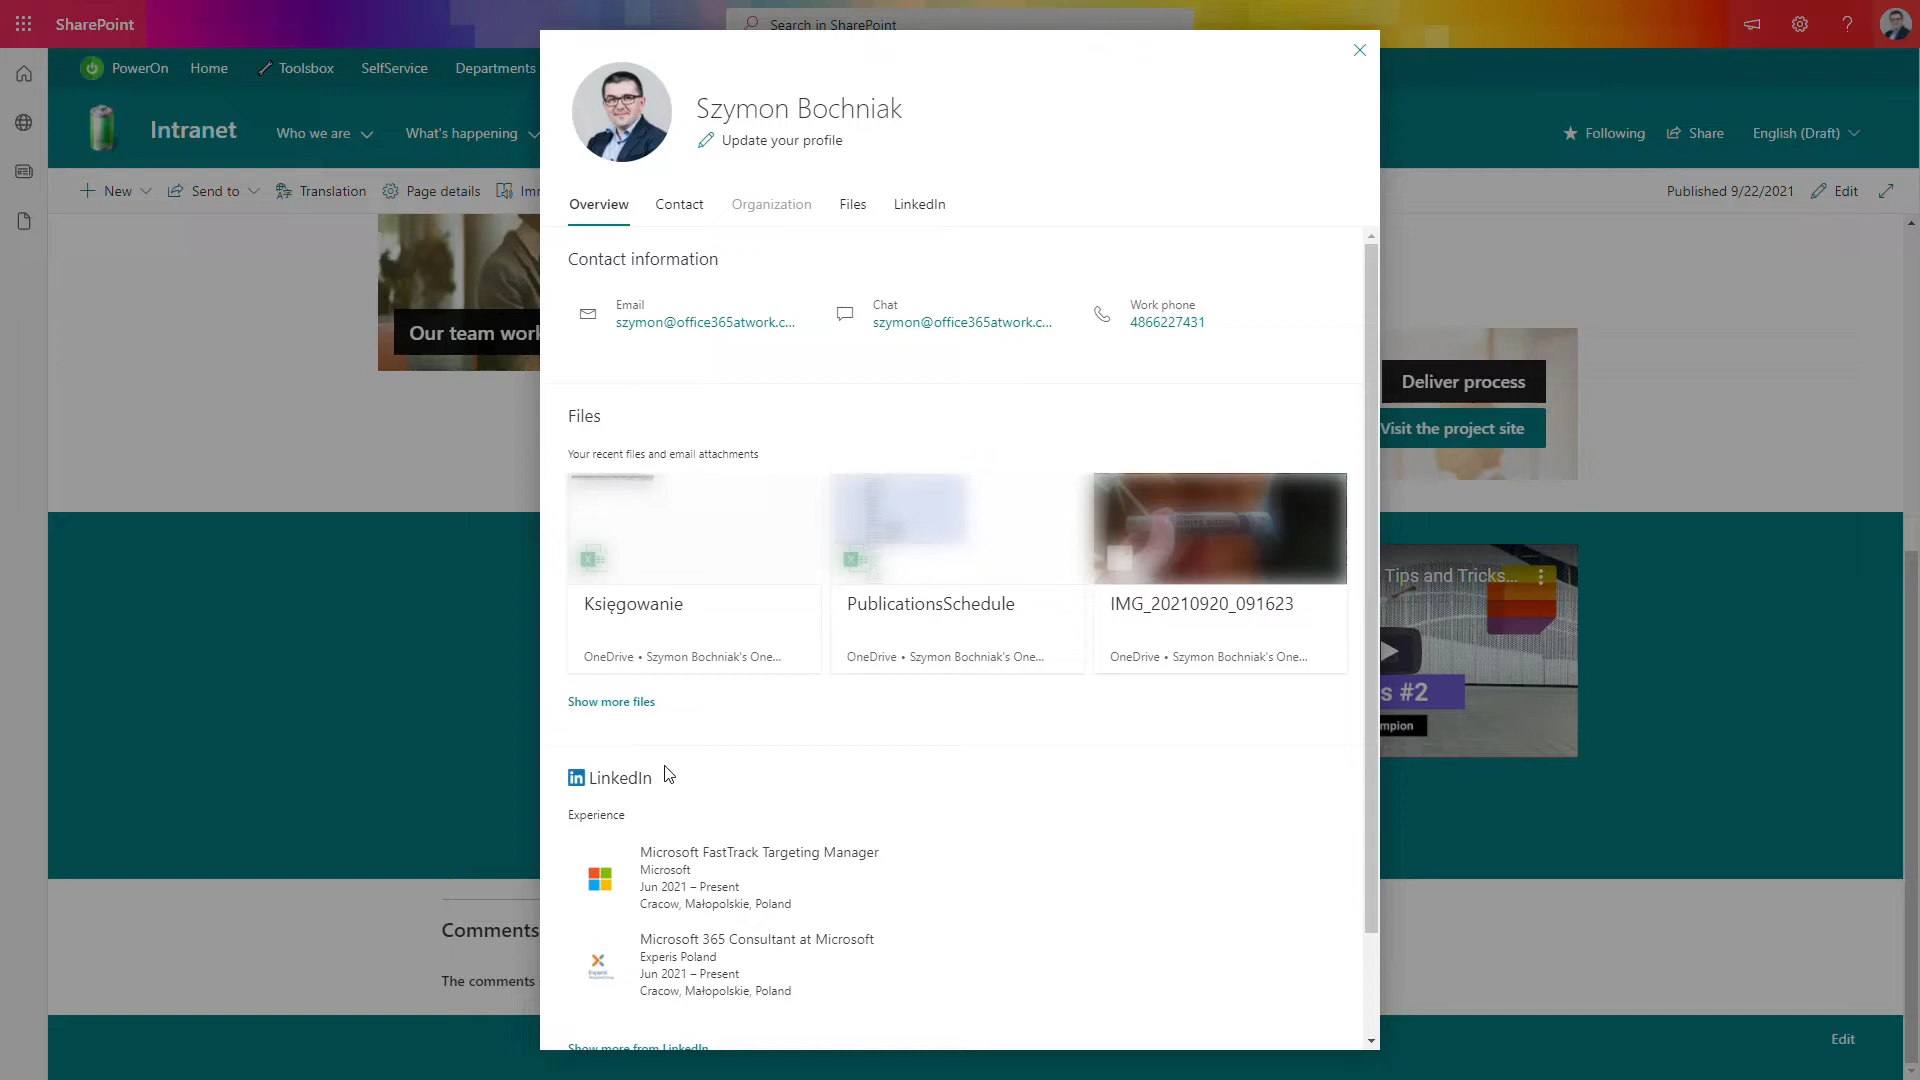 SharePoint
Search in SharePoint
PowerOn
Home
Toolsbox
SelfService
Departments
Intranet
Who we are
What's happening
Following
Share
English (Draft)
New
Send to
Translation
Page details
Published 9/22/2021
Edit
Our team work
Szymon Bochniak
Update your profile
Overview
Contact
Organization
Files
LinkedIn
Contact information
Email
szymon@office365atwork.c...
Chat
szymon@office365atwork.c...
Work phone
4866227431
Files
Your recent files and email attachments
Księgowanie
OneDrive • Szymon Bochniak's One...
PublicationsSchedule
OneDrive • Szymon Bochniak's One...
IMG_20210920_091623
OneDrive • Szymon Bochniak's One...
Show more files
LinkedIn
Experience
Microsoft FastTrack Targeting Manager
Microsoft
Jun 2021 – Present
Cracow, Małopolskie, Poland
Microsoft 365 Consultant at Microsoft
Experis Poland
Jun 2021 – Present
Cracow, Małopolskie, Poland
Show more from LinkedIn
Deliver process
Visit the project site
Tips and Tricks...
s #2
mpion
Comments
The comments
Edit